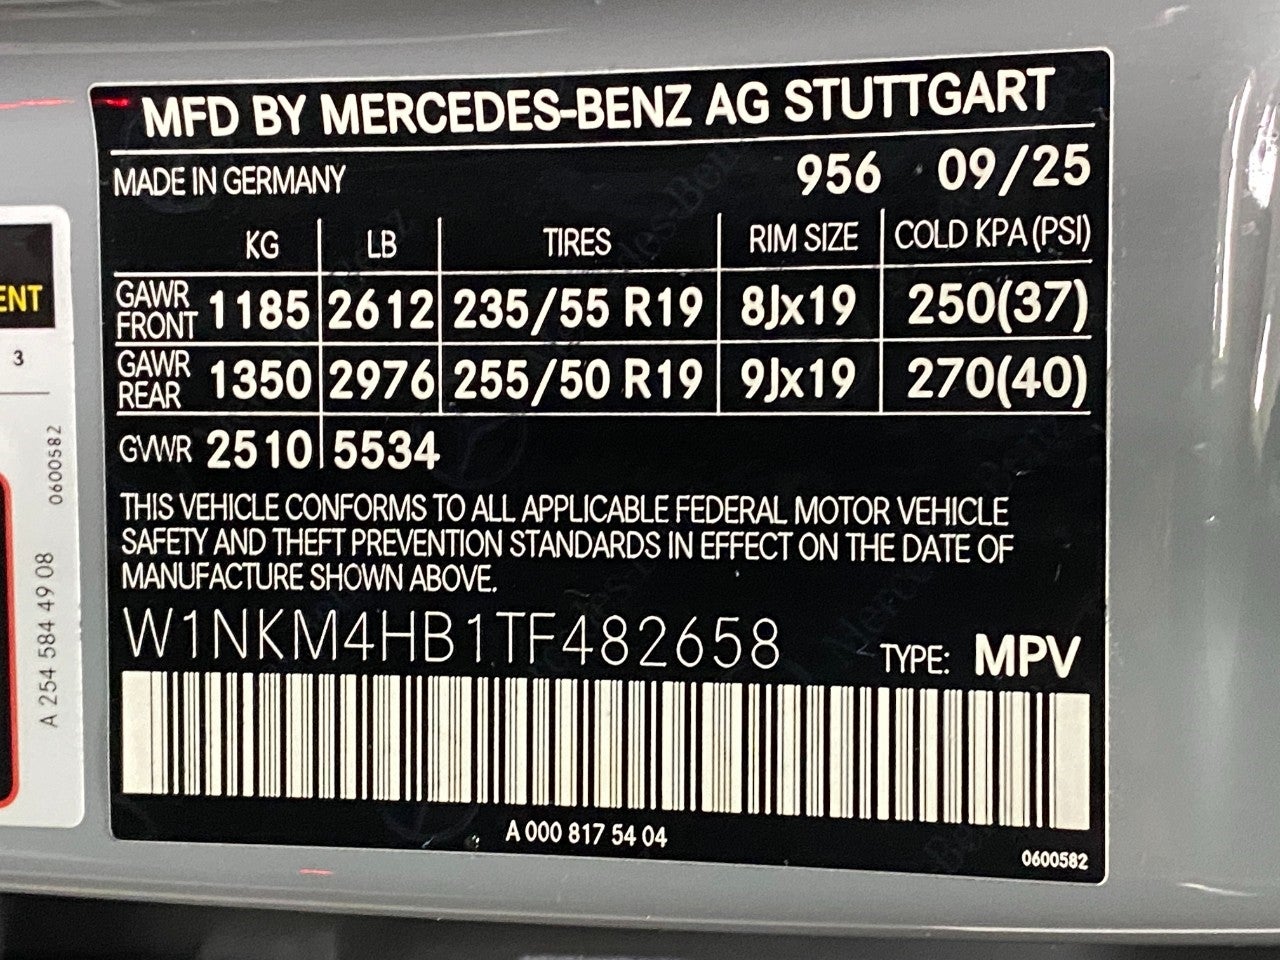 MFD BY MERCEDES-BENZ AG STUTTGART
MADE IN GERMANY 956 09/25
KG LB TIRES RIM SIZE COLD KPA (PSI)
GAWR FRONT 1185 2612 235/55 R19 8Jx19 250(37)
GAWR REAR 1350 2976 255/50 R19 9Jx19 270(40)
GVWR 2510 5534
THIS VEHICLE CONFORMS TO ALL APPLICABLE FEDERAL MOTOR VEHICLE
SAFETY AND THEFT PREVENTION STANDARDS IN EFFECT ON THE DATE OF
MANUFACTURE SHOWN ABOVE.
W1NKM4HB1TF482658 TYPE: MPV
A 000 817 54 04
0600582
3
A 254 584 49 08 0600582